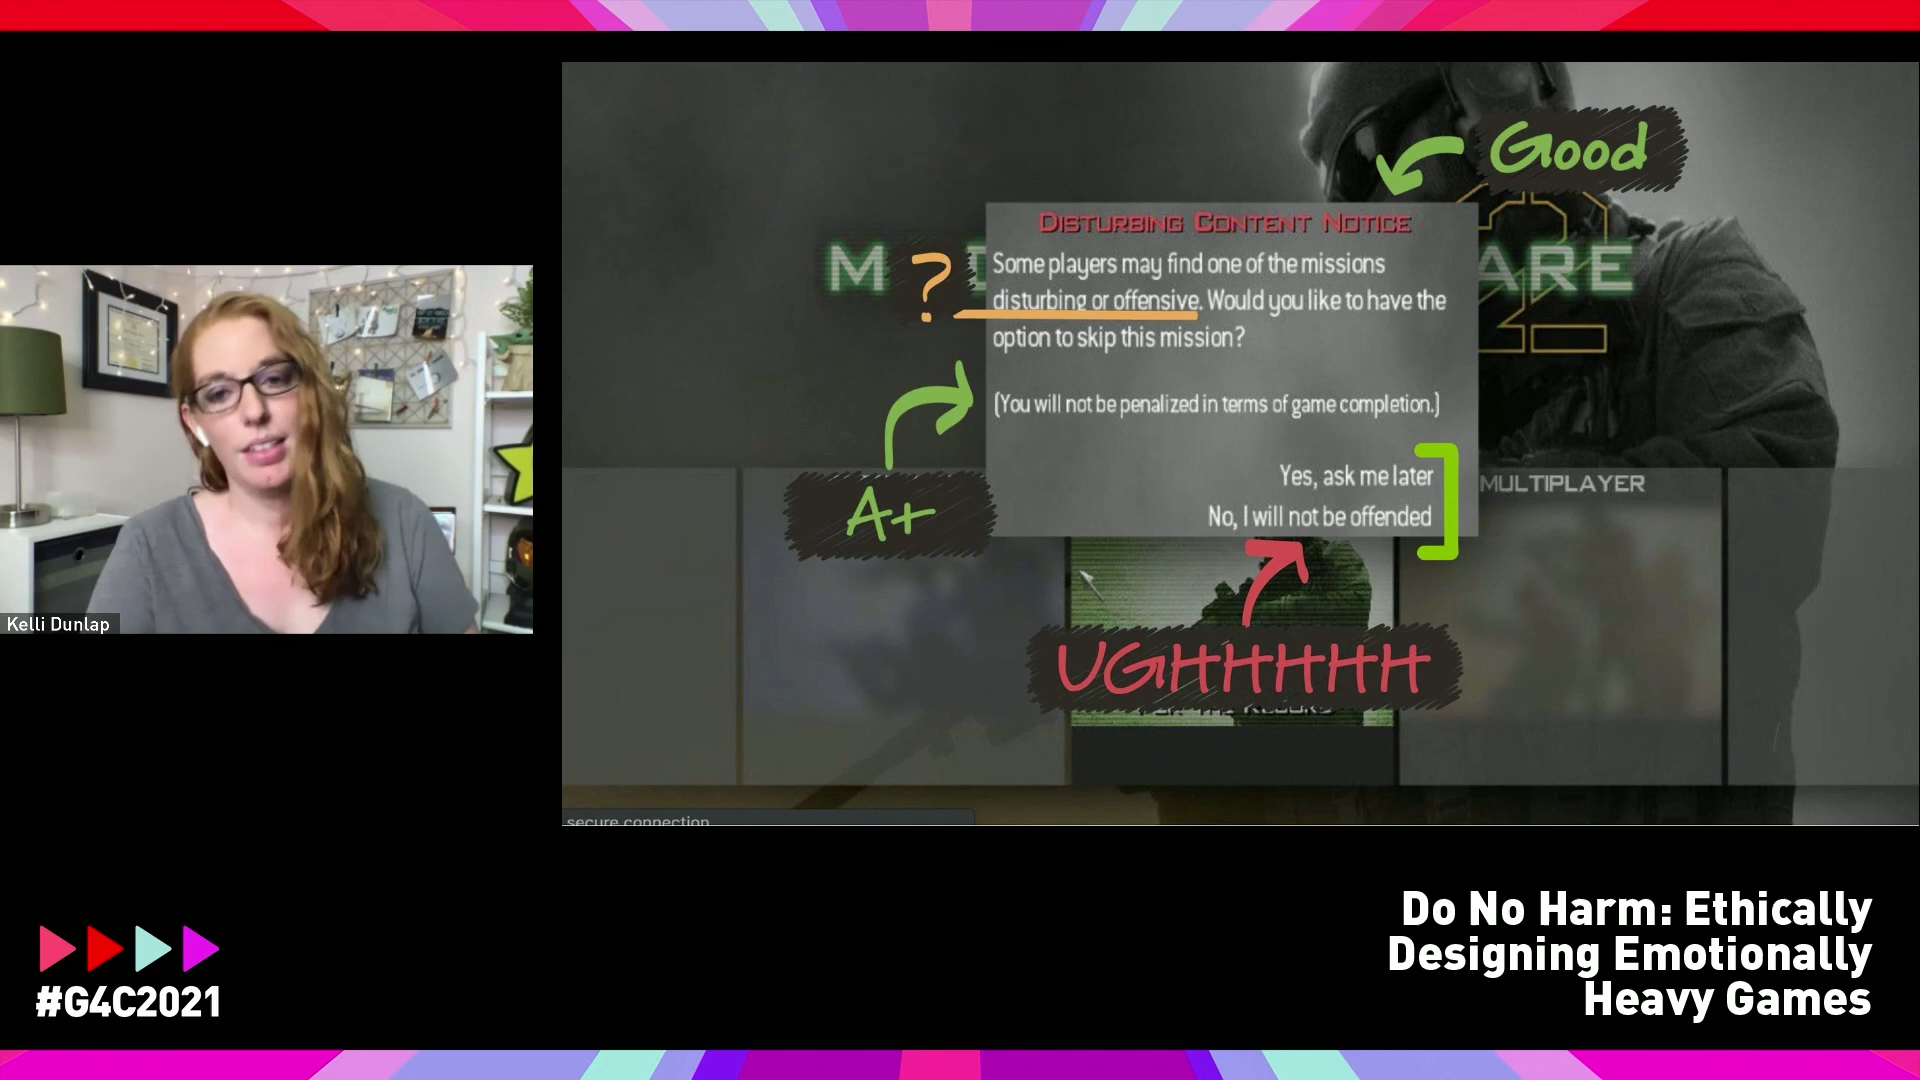 Good
DISTURBING CONTENT NOTICE
M ? ARE
2
Some players may find one of the missions
disturbing or offensive. Would you like to have the
option to skip this mission?
(You will not be penalized in terms of game completion.)
Yes, ask me later
No, I will not be offended
MULTIPLAYER
A+
UGHHHHH
secure connection
Kelli Dunlap
Do No Harm: Ethically
Designing Emotionally
Heavy Games
#G4C2021